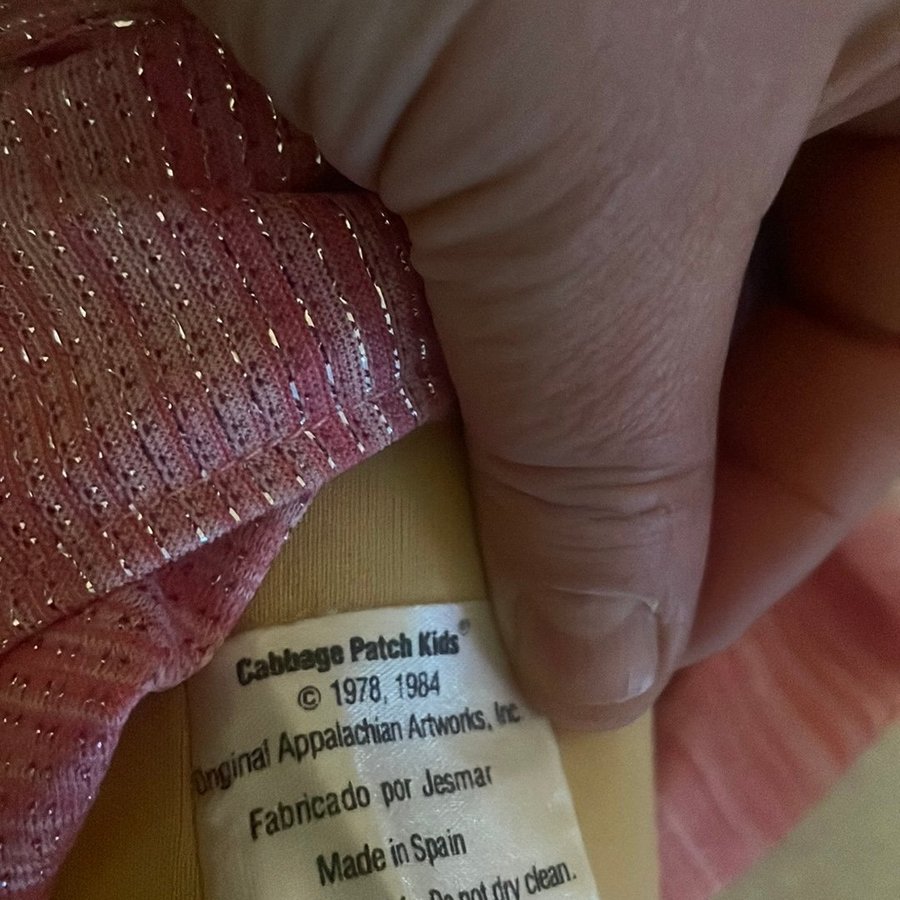 Cabbage Patch Kids®
© 1978, 1984
Original Appalachian Artworks, Inc
Fabricado por Jesmar
Made in Spain
Do not dry clean.